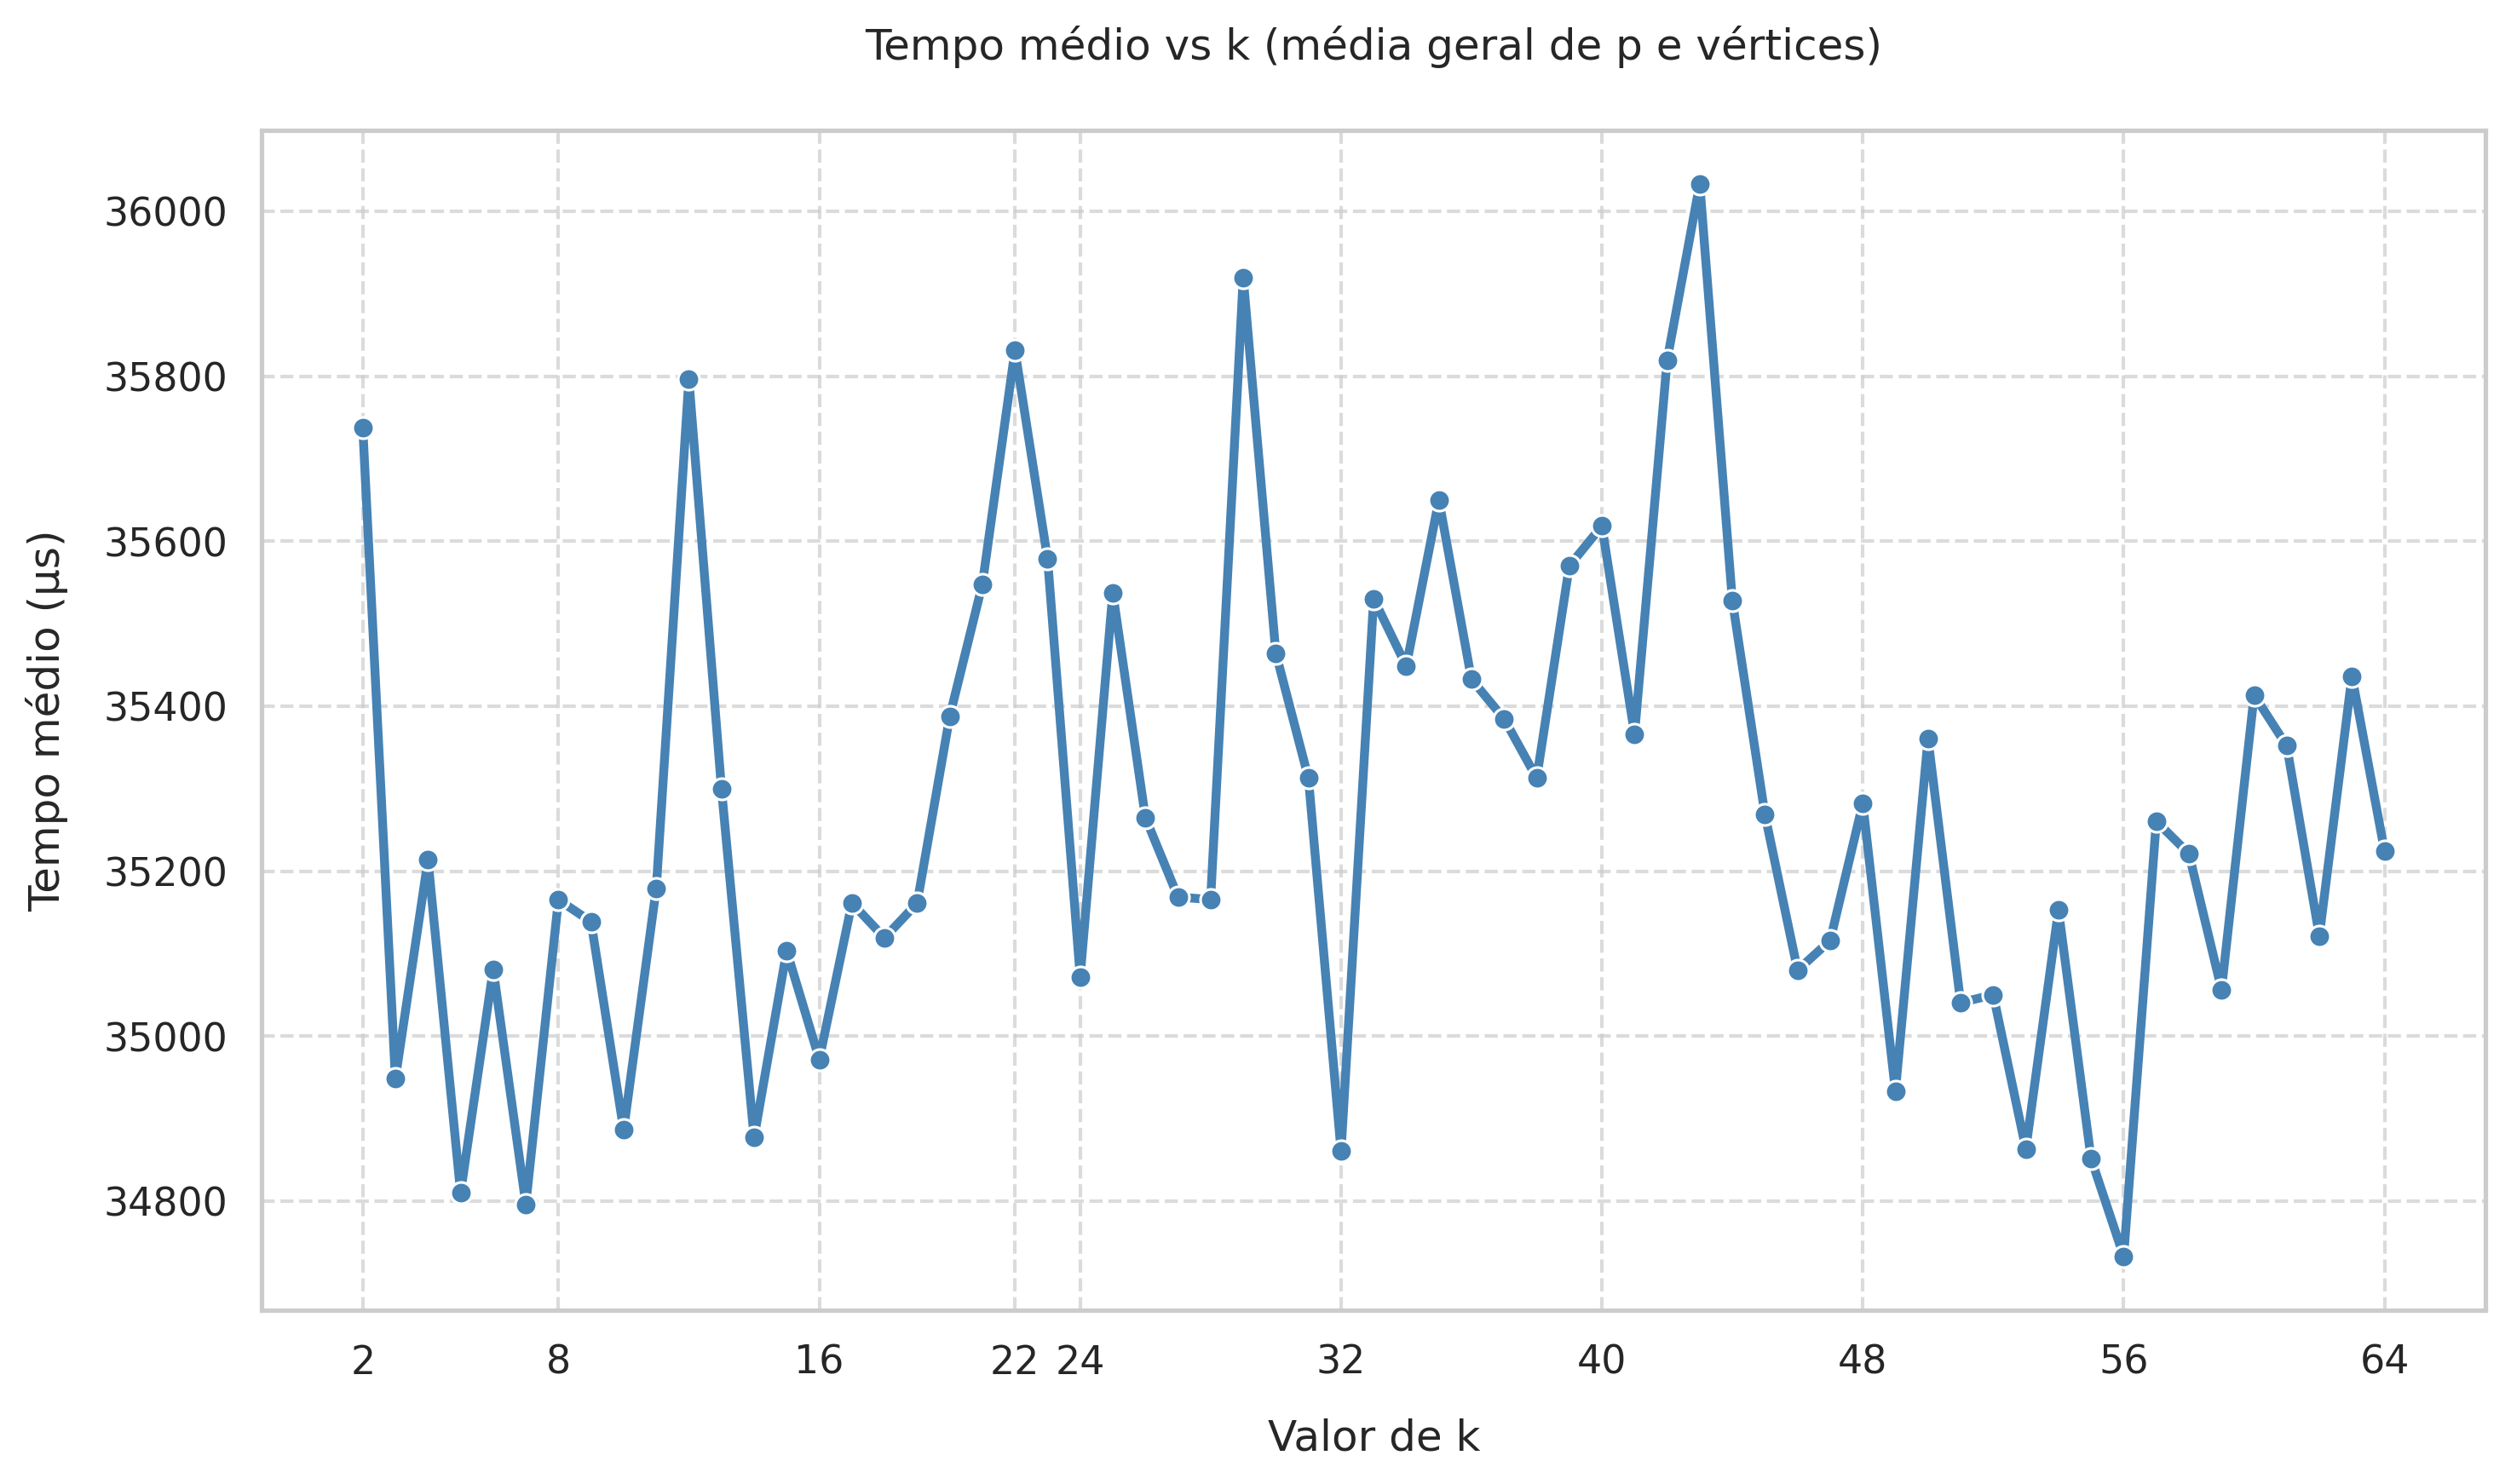 Tempo médio vs k (média geral de p e vértices)
Tempo médio (µs)
36000
35800
35600
35400
35200
35000
34800
2 8 16 22 24 32 40 48 56 64
Valor de k